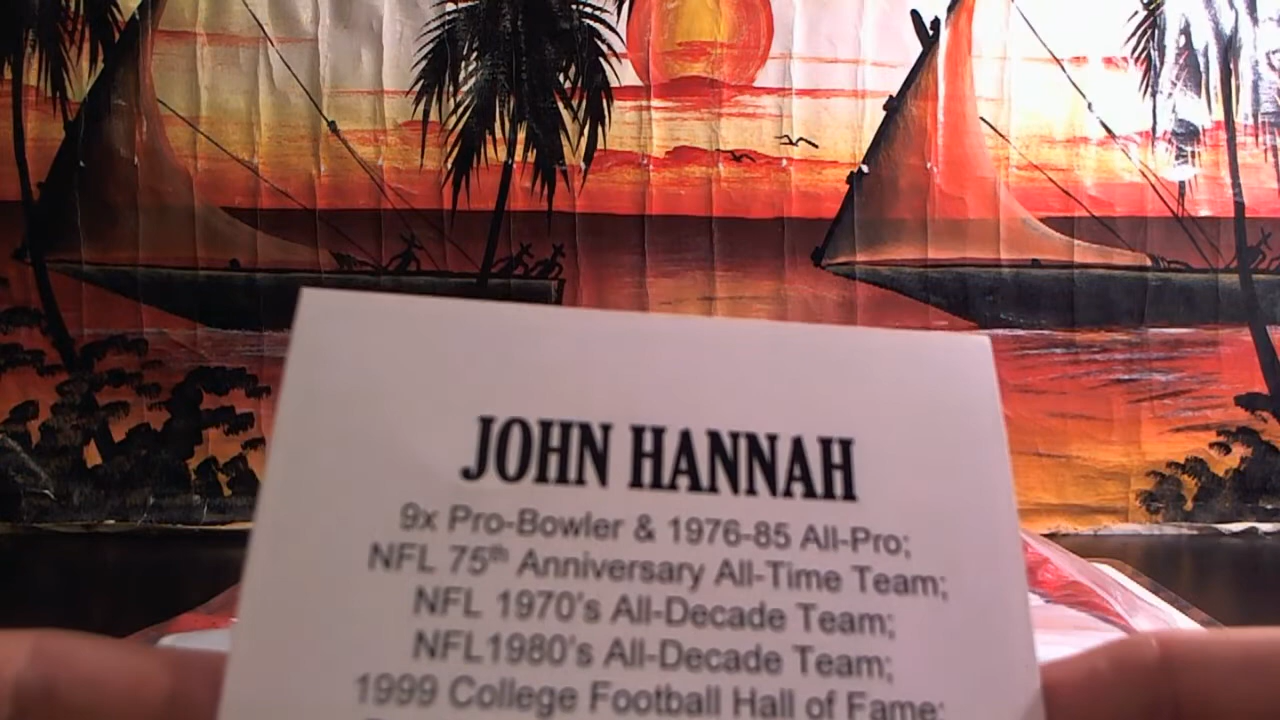 JOHN HANNAH
9x Pro-Bowler & 1976-85 All-Pro;
NFL 75th Anniversary All-Time Team;
NFL 1970's All-Decade Team;
NFL1980's All-Decade Team;
1999 College Football Hall of Fame;